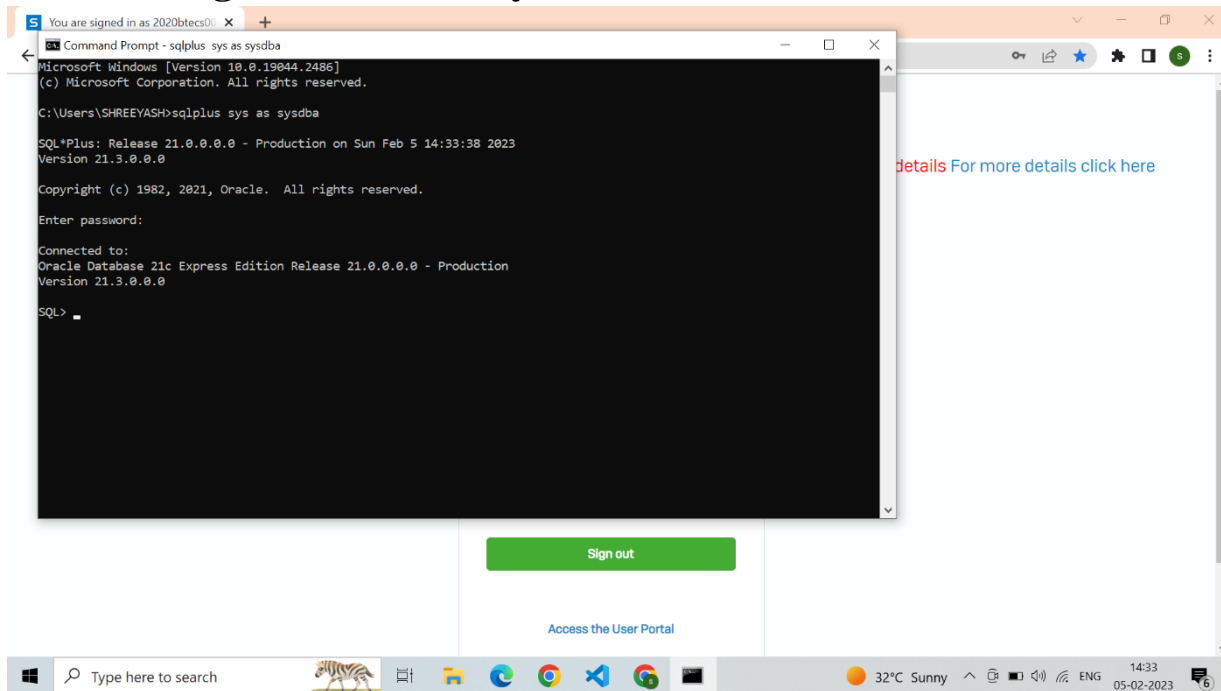 You are signed in as 2020btecs00
Command Prompt - sqlplus sys as sysdba
Microsoft Windows [Version 10.0.19044.2486]
(c) Microsoft Corporation. All rights reserved.
C:\Users\SHREEYASH>sqlplus sys as sysdba
SQL*Plus: Release 21.0.0.0.0 - Production on Sun Feb 5 14:33:38 2023
Version 21.3.0.0.0
Copyright (c) 1982, 2021, Oracle.  All rights reserved.
Enter password:
Connected to:
Oracle Database 21c Express Edition Release 21.0.0.0.0 - Production
Version 21.3.0.0.0
SQL>
details For more details click here
Sign out
Access the User Portal
Type here to search
32°C Sunny
ENG
14:33
05-02-2023
6